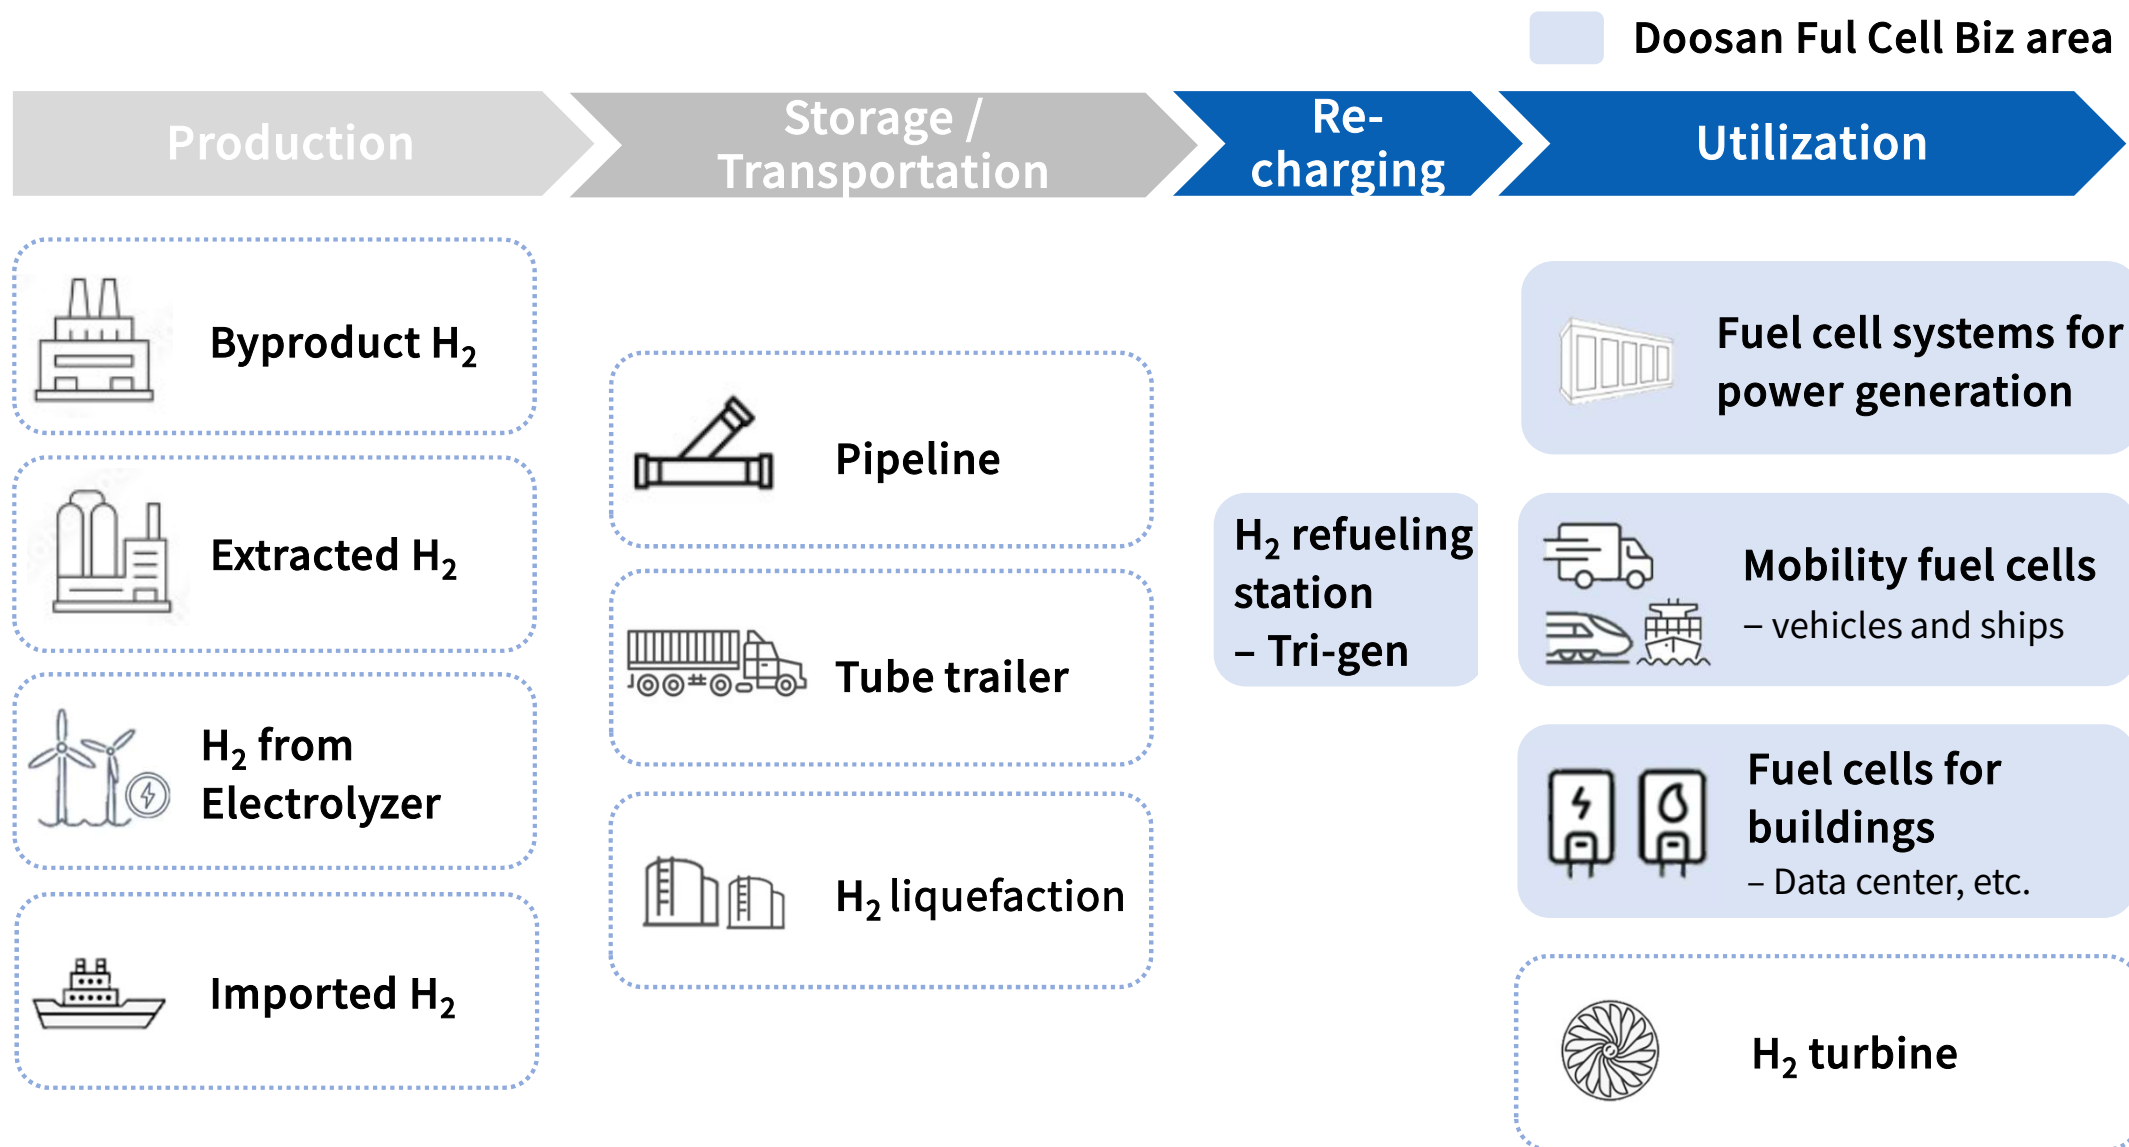 Doosan Ful Cell Biz area
Production
Storage /
Transportation
Re-
charging
Utilization
Byproduct H₂
Extracted H₂
H₂ from
Electrolyzer
Imported H₂
Pipeline
Tube trailer
H₂ liquefaction
H₂ refueling
station
– Tri-gen
Fuel cell systems for
power generation
Mobility fuel cells
– vehicles and ships
Fuel cells for
buildings
– Data center, etc.
H₂ turbine